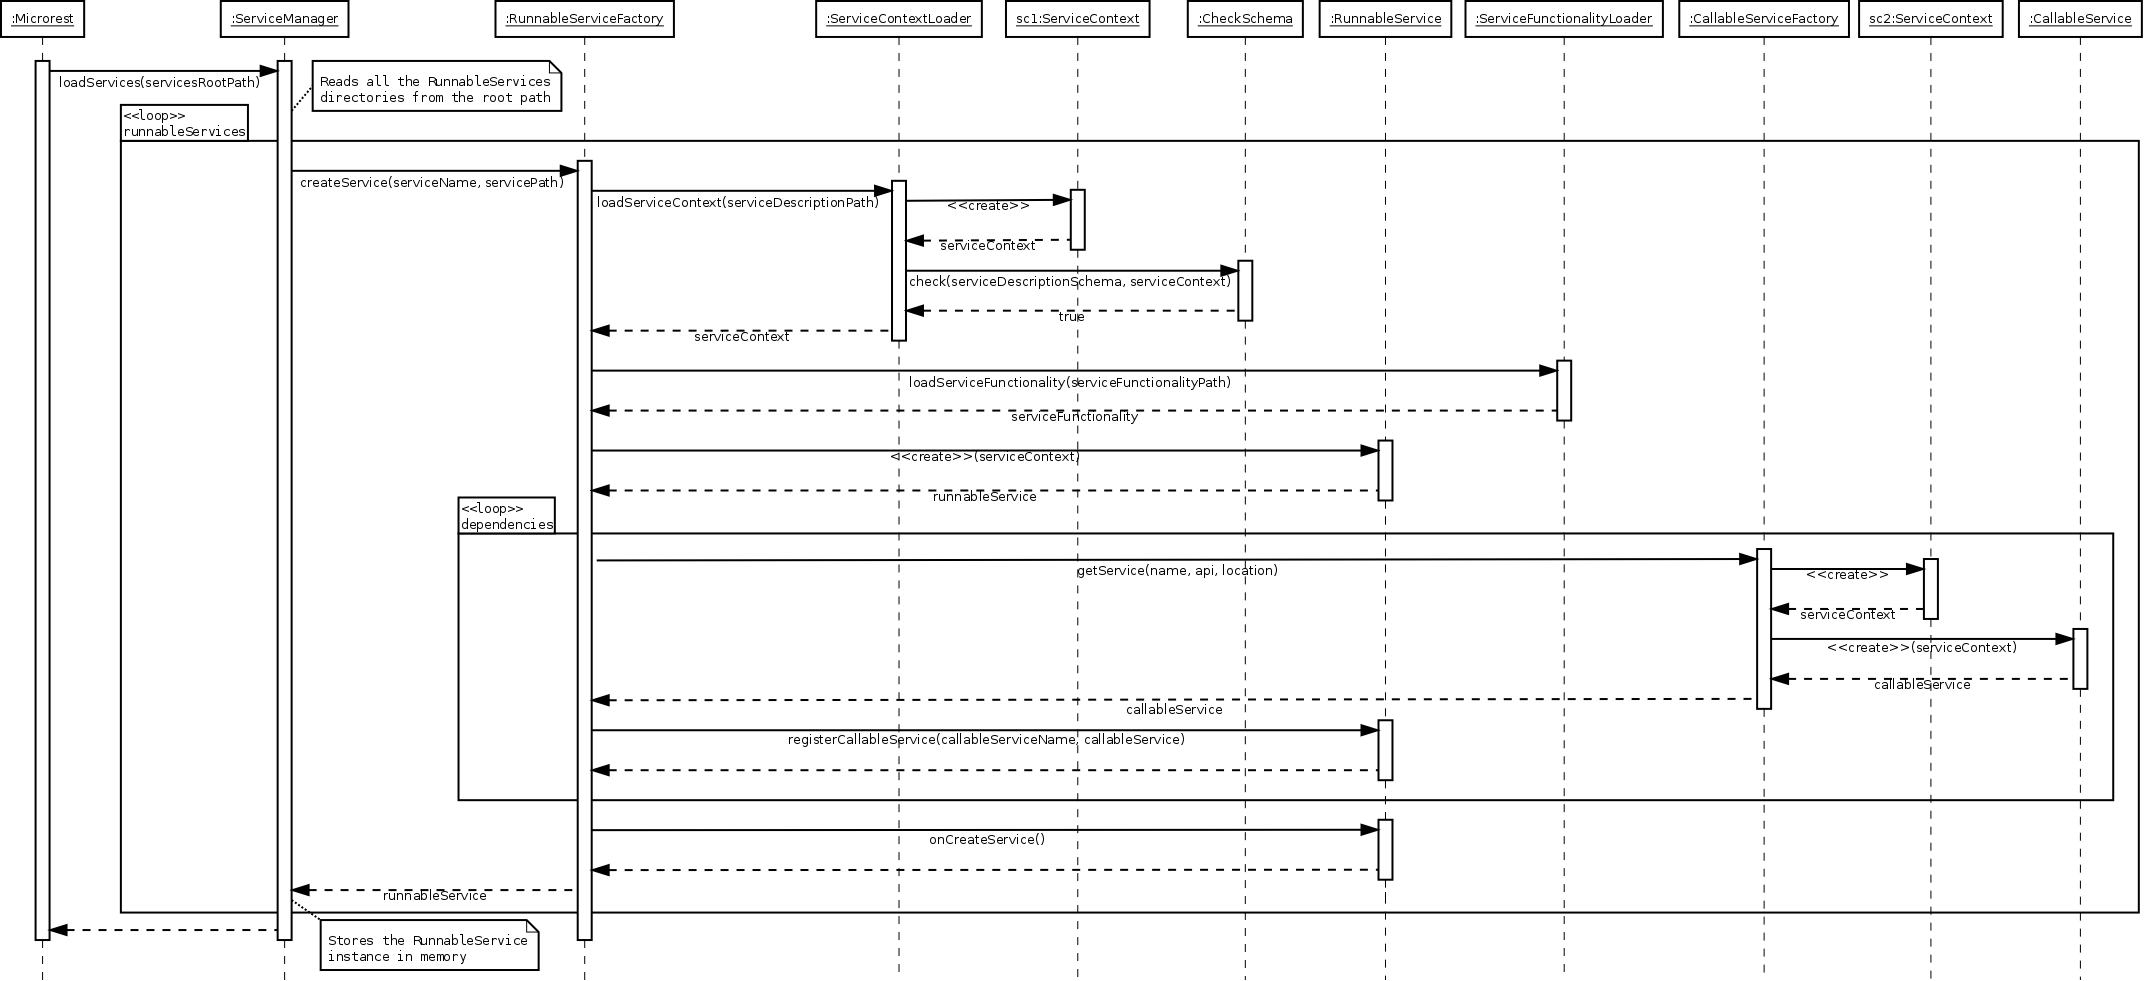 :Microrest
:ServiceManager
:RunnableServiceFactory
:ServiceContextLoader
sc1:ServiceContext
:CheckSchema
:RunnableService
:ServiceFunctionalityLoader
:CallableServiceFactory
sc2:ServiceContext
:CallableService
loadServices(servicesRootPath)
Reads all the RunnableServices
directories from the root path
<<loop>>
runnableServices
createService(serviceName, servicePath)
loadServiceContext(serviceDescriptionPath)
<<create>>
serviceContext
check(serviceDescriptionSchema, serviceContext)
true
serviceContext
loadServiceFunctionality(serviceFunctionalityPath)
serviceFunctionality
<<create>>(serviceContext)
runnableService
<<loop>>
dependencies
getService(name, api, location)
<<create>>
serviceContext
<<create>>(serviceContext)
callableService
callableService
registerCallableService(callableServiceName, callableService)
onCreateService()
runnableService
Stores the RunnableService
instance in memory